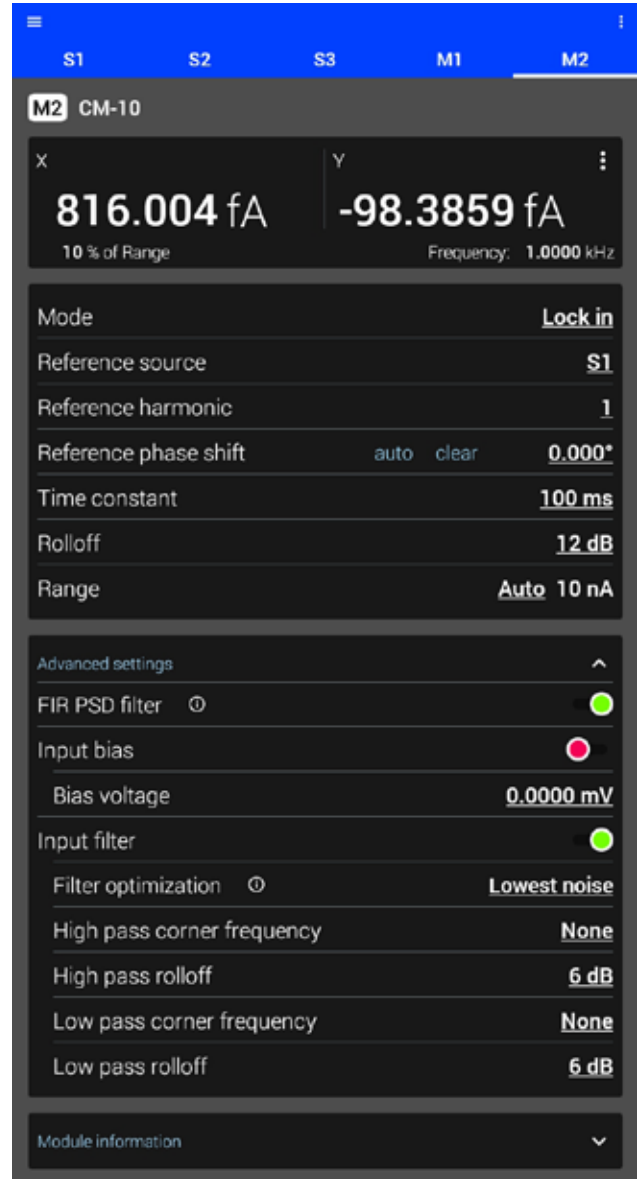 S1 S2 S3 M1 M2
M2 CM-10
X Y
816.004 fA -98.3859 fA
10 % of Range Frequency: 1.0000 kHz
Mode Lock in
Reference source S1
Reference harmonic 1
Reference phase shift auto clear 0.000°
Time constant 100 ms
Rolloff 12 dB
Range Auto 10 nA
Advanced settings
FIR PSD filter
Input bias
Bias voltage 0.0000 mV
Input filter
Filter optimization Lowest noise
High pass corner frequency None
High pass rolloff 6 dB
Low pass corner frequency None
Low pass rolloff 6 dB
Module information